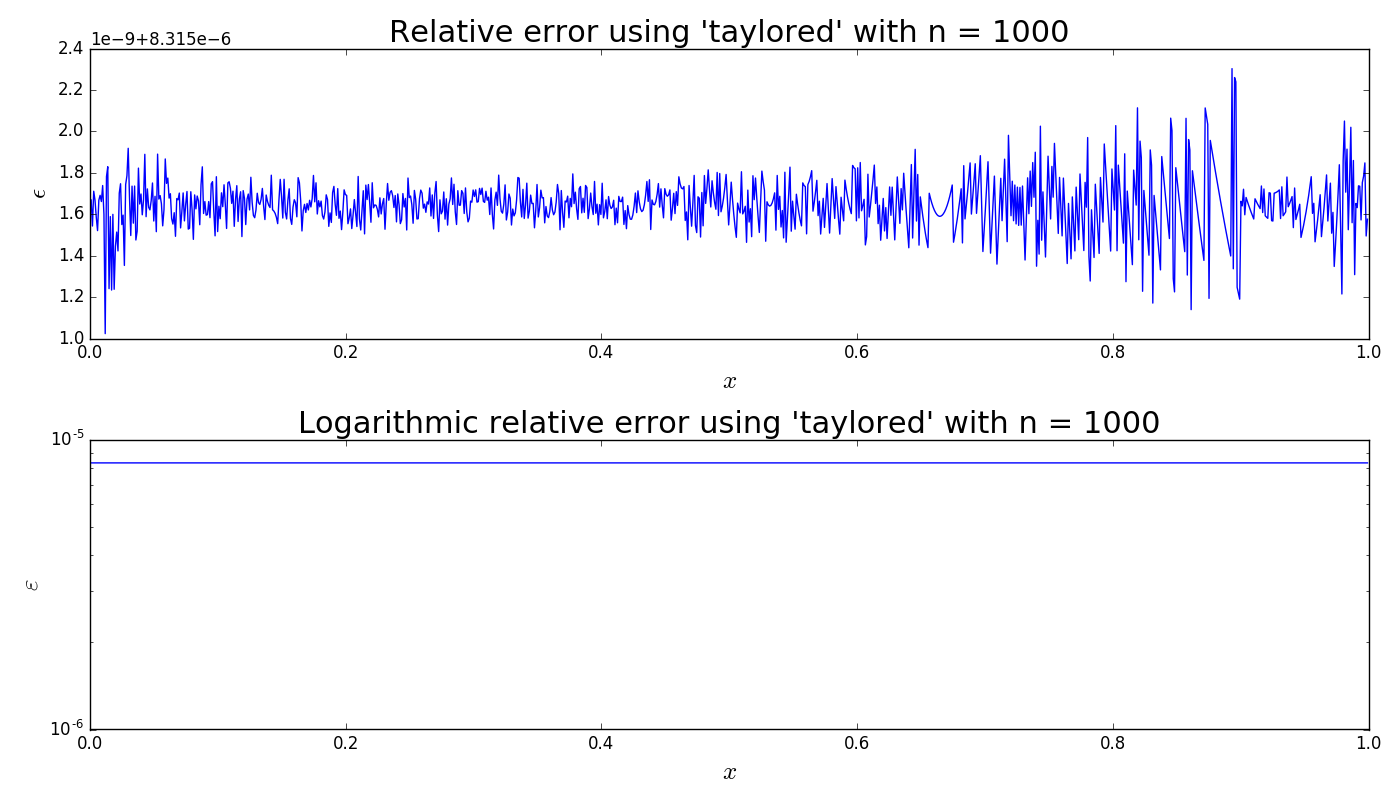 Relative error using 'taylored' with n = 1000
1e−9+8.315e−6
2.4
2.2
2.0
1.8
1.6
1.4
1.2
1.0
ϵ
0.0 0.2 0.4 0.6 0.8 1.0
x
Logarithmic relative error using 'taylored' with n = 1000
10⁻⁵
10⁻⁶
ε
0.0 0.2 0.4 0.6 0.8 1.0
x